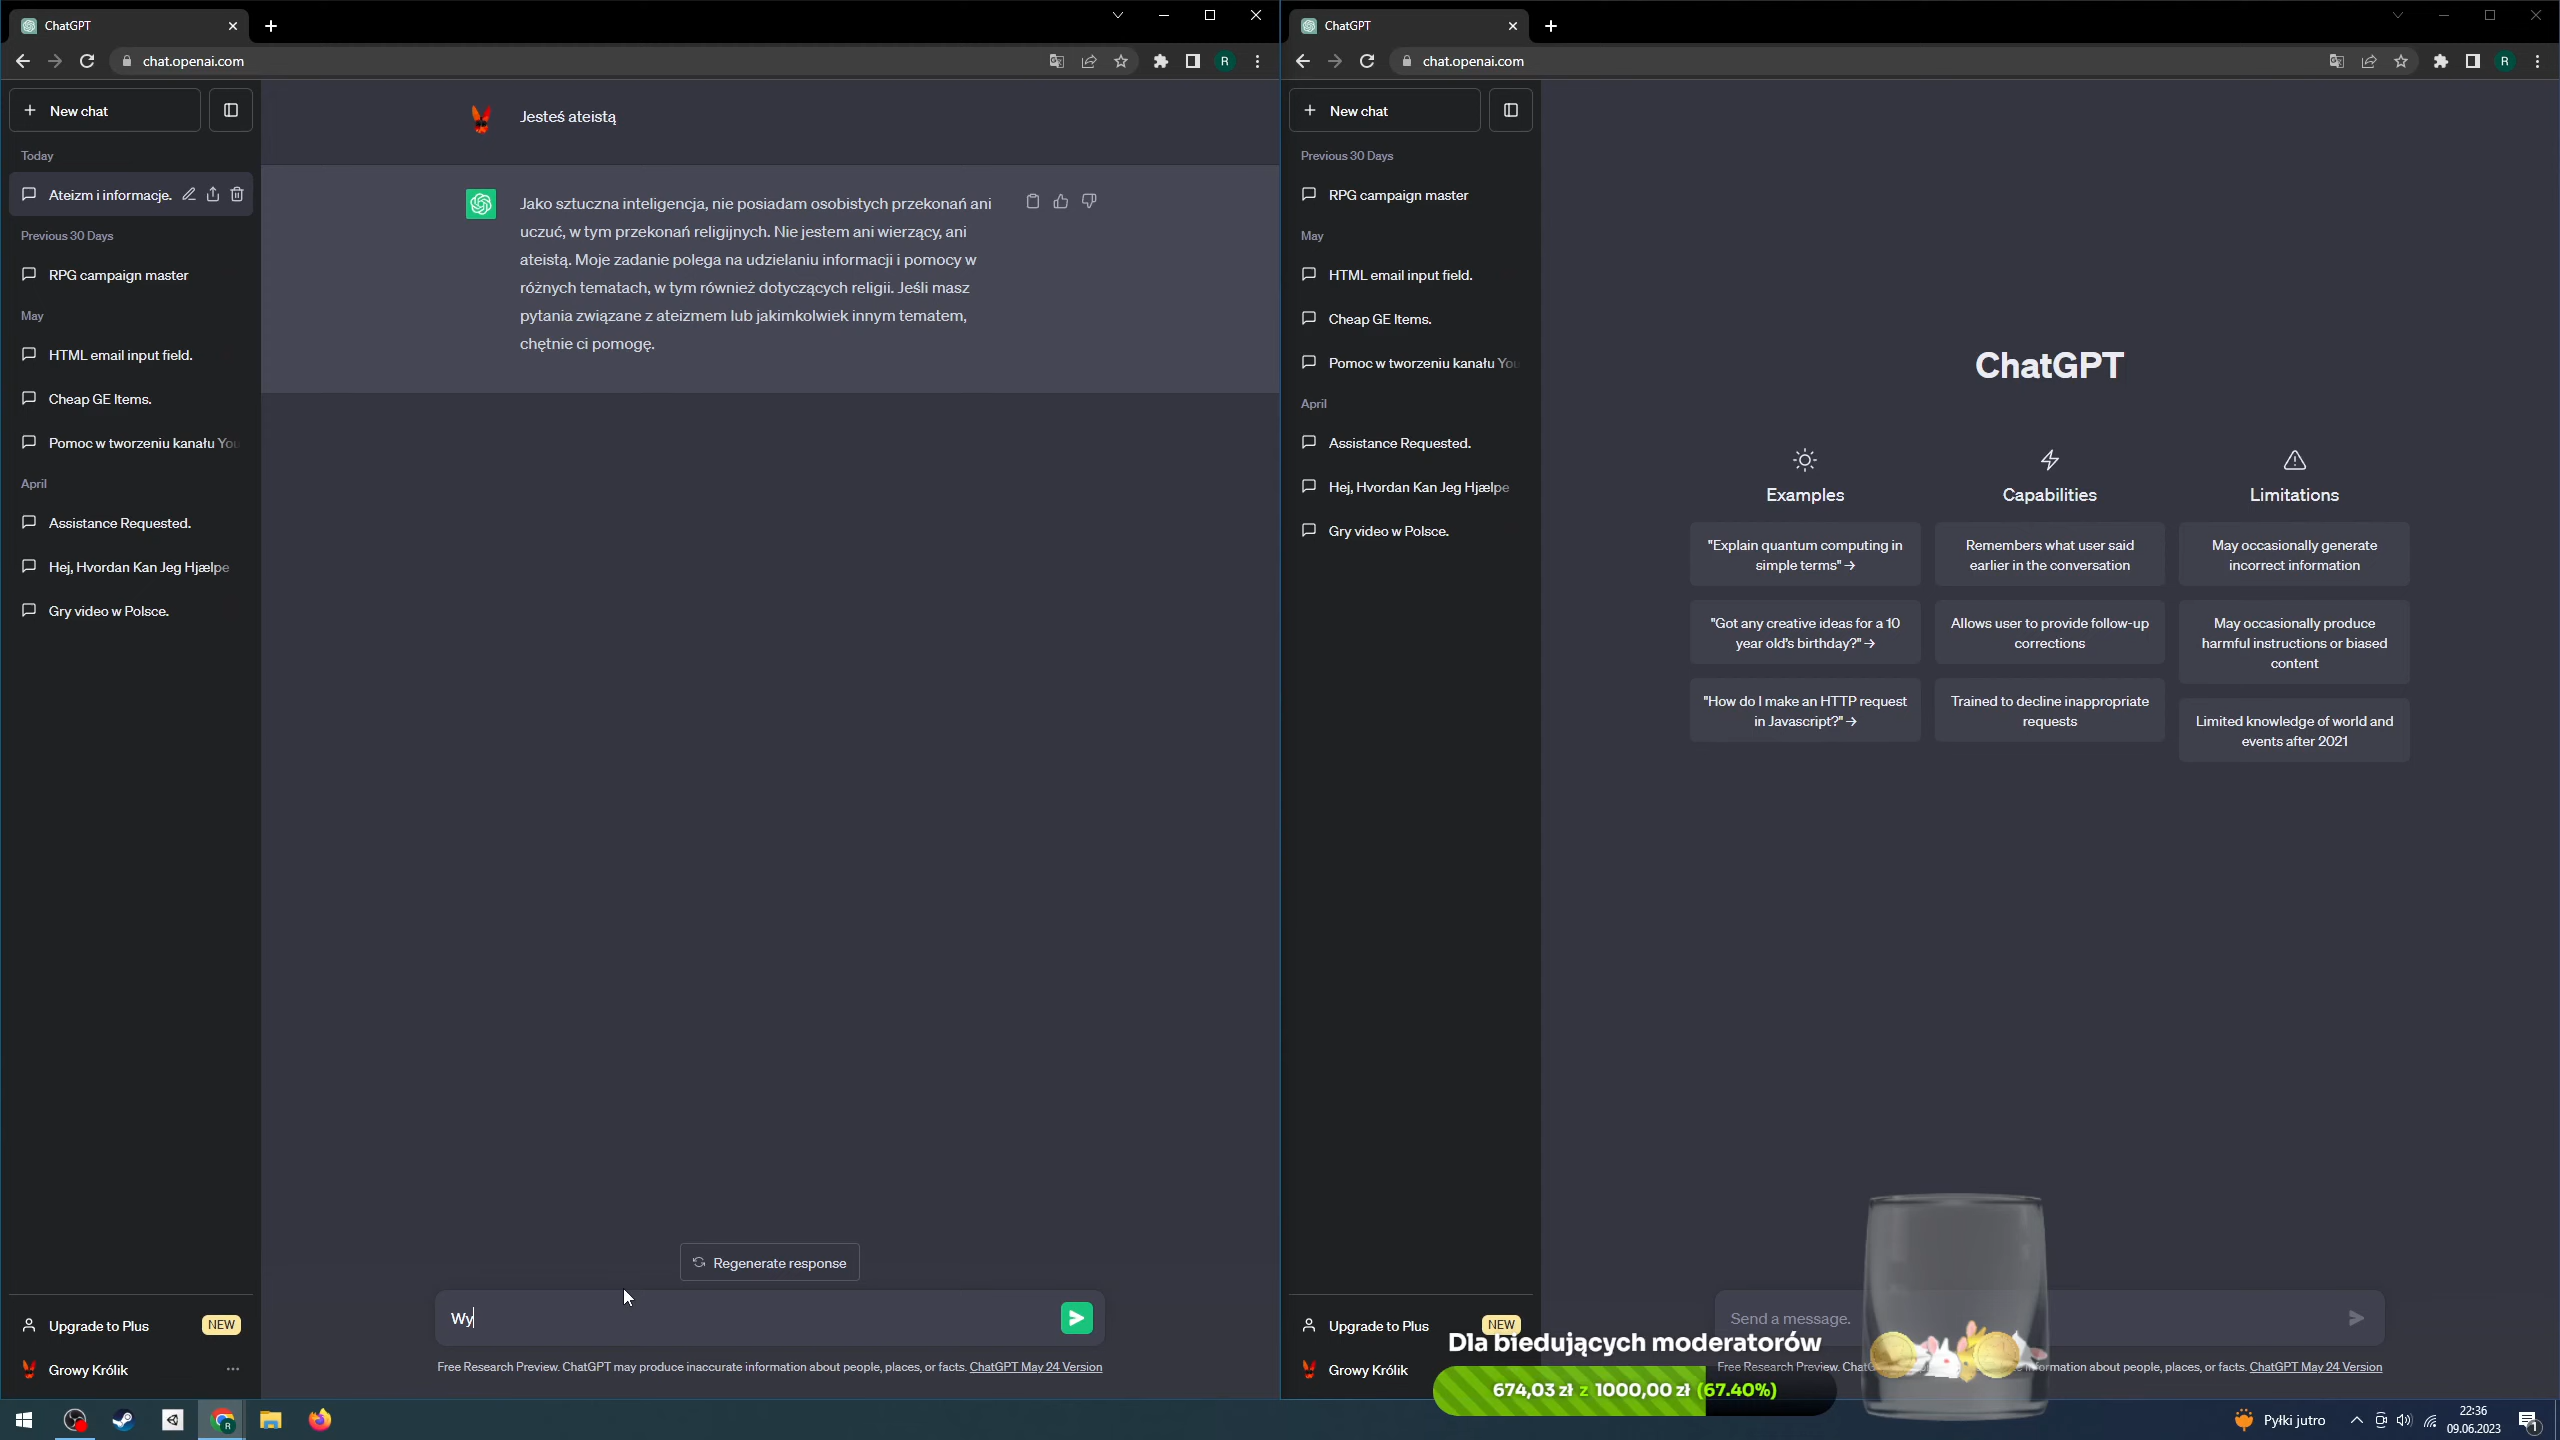 ChatGPT
chat.openai.com
New chat
Today
Ateizm i informacje.
Previous 30 Days
RPG campaign master
May
HTML email input field.
Cheap GE Items.
Pomoc w tworzeniu kanału You
April
Assistance Requested.
Hej, Hvordan Kan Jeg Hjælpe
Gry video w Polsce.
Upgrade to Plus
NEW
Growy Królik
Jesteś ateistą
Jako sztuczna inteligencja, nie posiadam osobistych przekonań ani
uczuć, w tym przekonań religijnych. Nie jestem ani wierzący, ani
ateistą. Moje zadanie polega na udzielaniu informacji i pomocy w
różnych tematach, w tym również dotyczących religii. Jeśli masz
pytania związane z ateizmem lub jakimkolwiek innym tematem,
chętnie ci pomogę.
Regenerate response
Wy
Free Research Preview. ChatGPT may produce inaccurate information about people, places, or facts. ChatGPT May 24 Version
ChatGPT
chat.openai.com
R
New chat
Previous 30 Days
RPG campaign master
May
HTML email input field.
Cheap GE Items.
Pomoc w tworzeniu kanału You
April
Assistance Requested.
Hej, Hvordan Kan Jeg Hjælpe
Gry video w Polsce.
Upgrade to Plus
NEW
Growy Królik
ChatGPT
Examples
"Explain quantum computing in
simple terms" →
"Got any creative ideas for a 10
year old's birthday?" →
"How do I make an HTTP request
in Javascript?" →
Capabilities
Remembers what user said
earlier in the conversation
Allows user to provide follow-up
corrections
Trained to decline inappropriate
requests
Limitations
May occasionally generate
incorrect information
May occasionally produce
harmful instructions or biased
content
Limited knowledge of world and
events after 2021
Send a message.
Free Research Preview. information about people, places, or facts. ChatGPT May 24 Version
Dla biedujących moderatorów
674,03 zł z 1000,00 zł (67.40%)
R
Pyłki jutro
22:36
09.06.2023
1